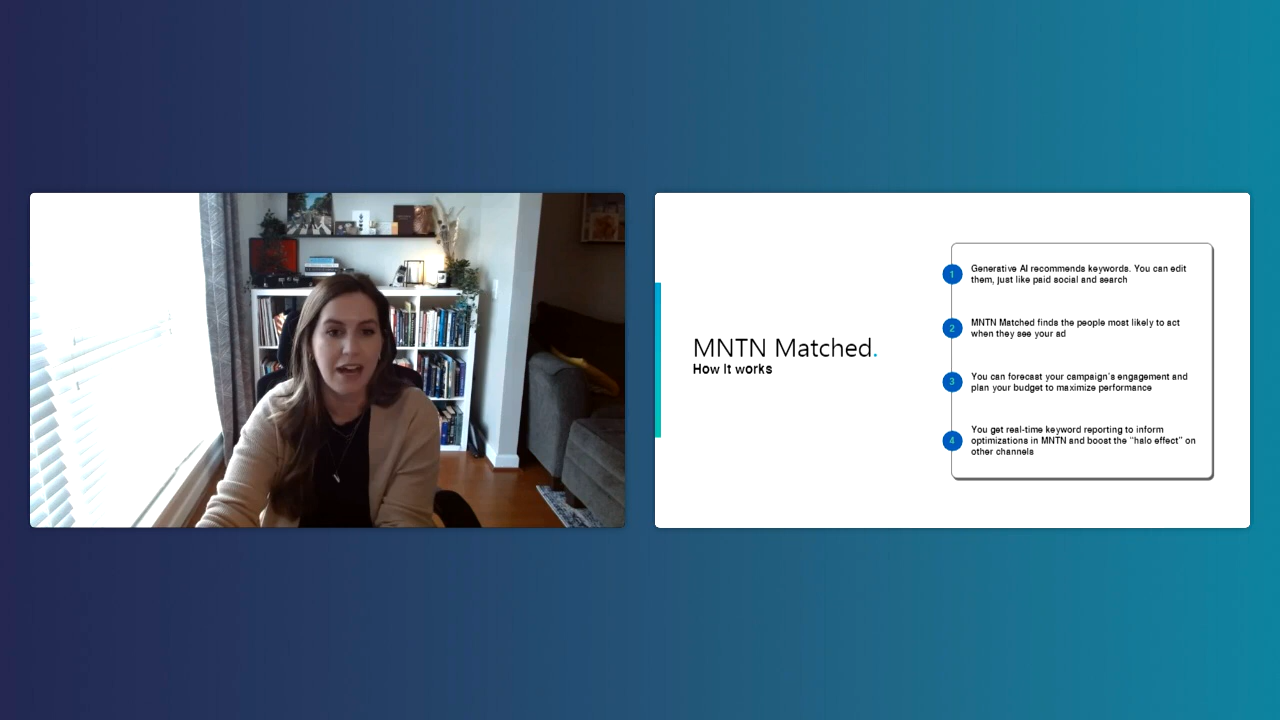 MNTN Matched.
How It works
1
Generative AI recommends keywords. You can edit
them, just like paid social and search
2
MNTN Matched finds the people most likely to act
when they see your ad
3
You can forecast your campaign's engagement and
plan your budget to maximize performance
4
You get real-time keyword reporting to inform
optimizations in MNTN and boost the "halo effect" on
other channels